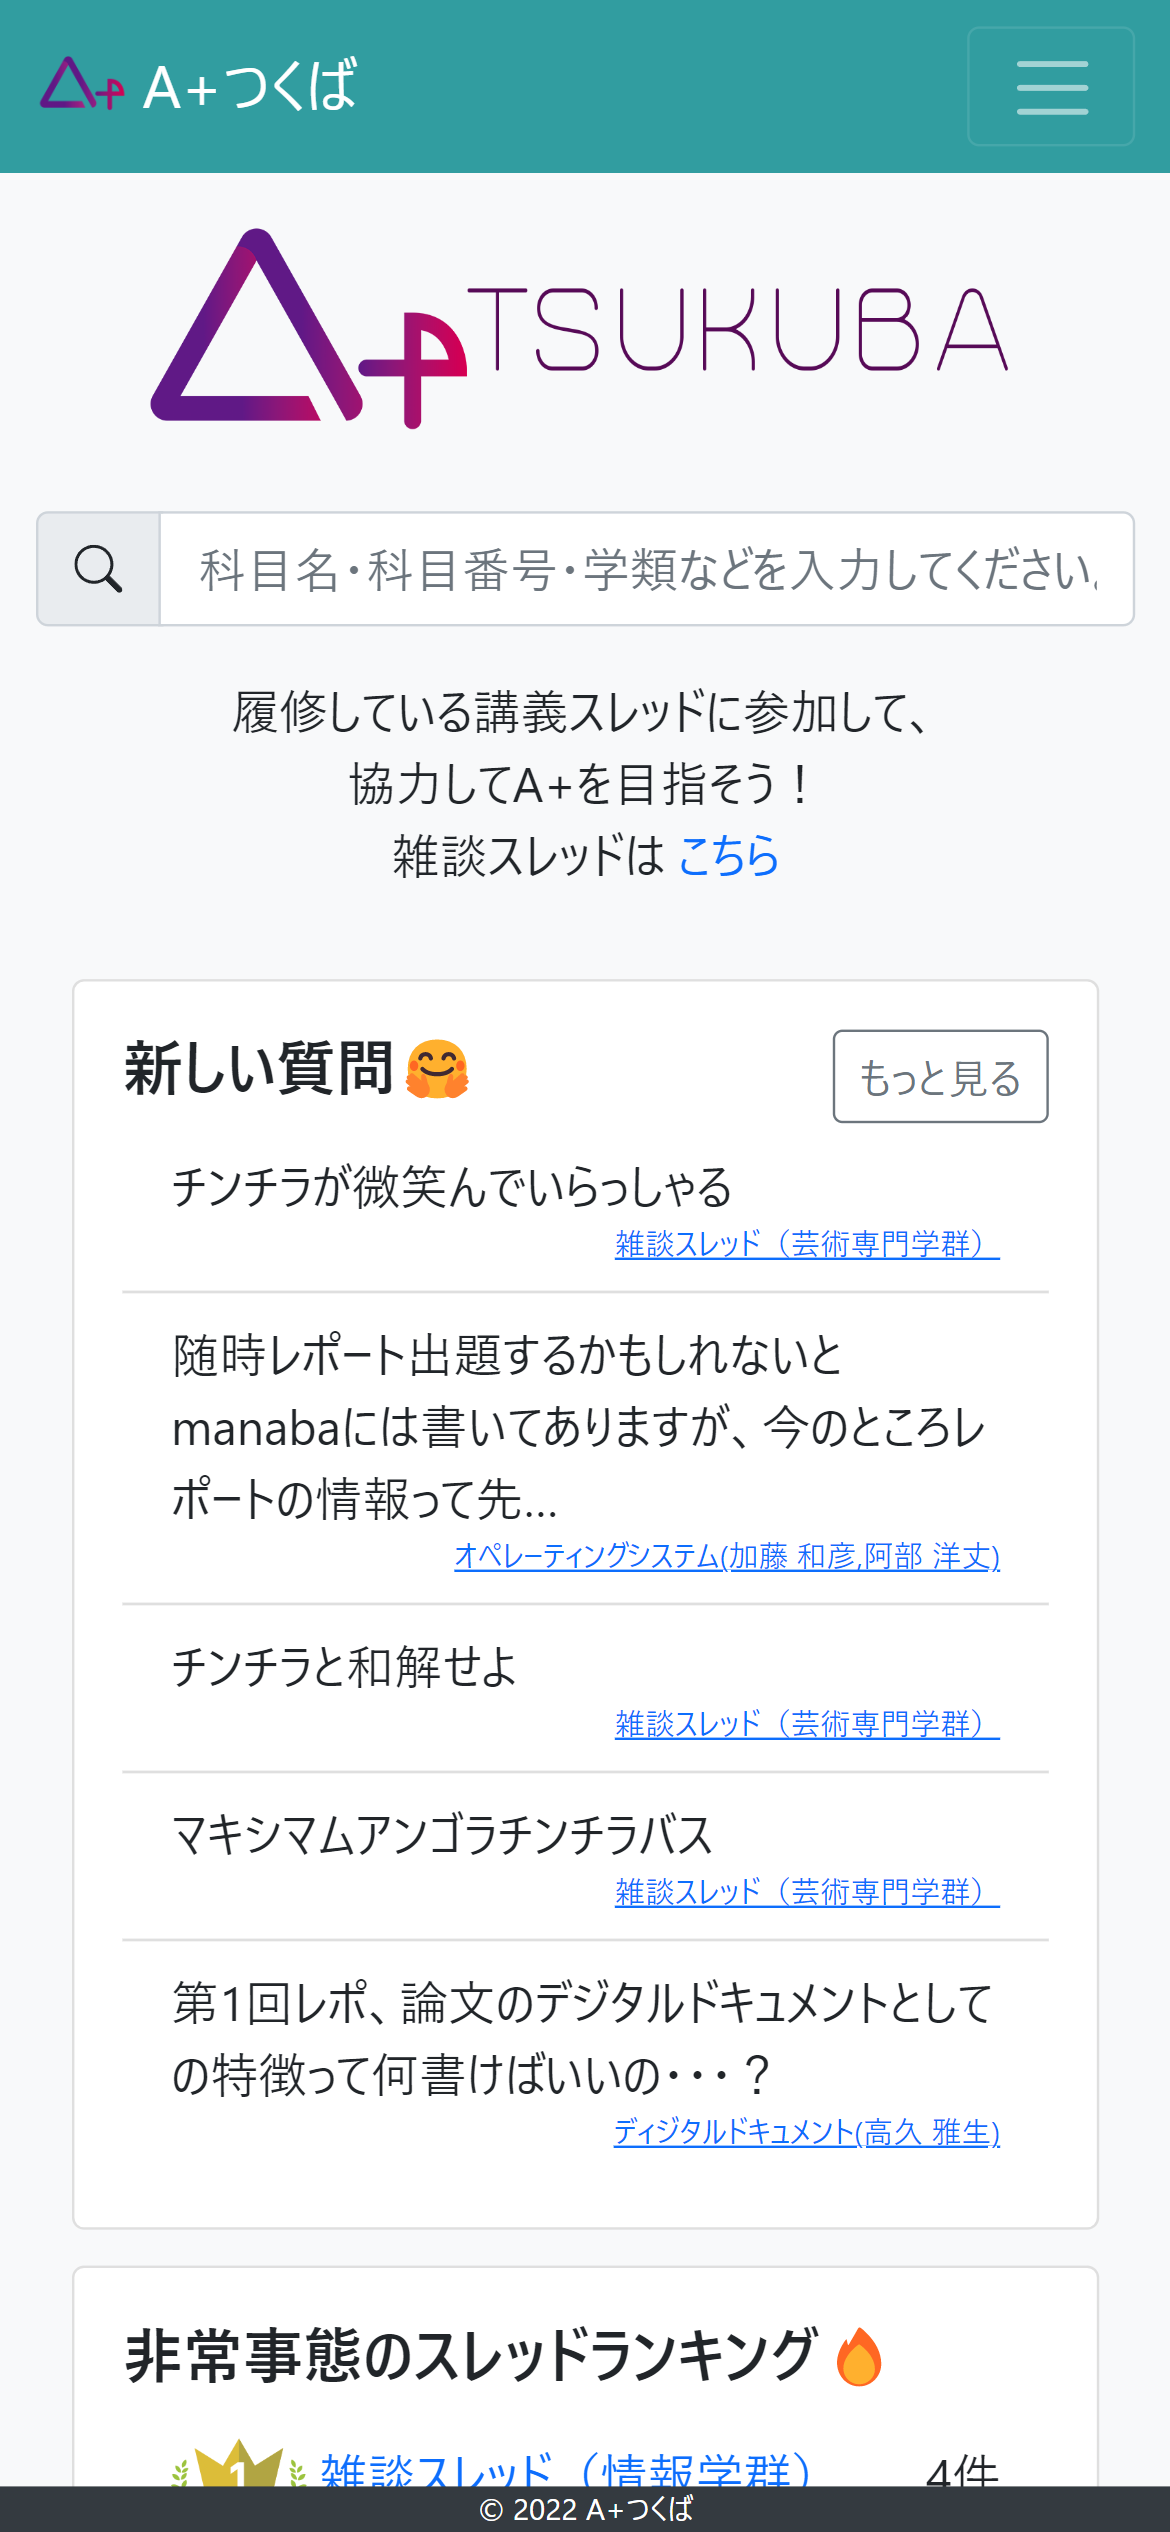 A+つくば
TSUKUBA
科目名・科目番号・学類などを入力してください。
履修している講義スレッドに参加して、
協力してA+を目指そう！
雑談スレッドは こちら
新しい質問🤗
もっと見る
チンチラが微笑んでいらっしゃる
雑談スレッド（芸術専門学群）
随時レポート出題するかもしれないと
manabaには書いてありますが、今のところレ
ポートの情報って先...
オペレーティングシステム(加藤 和彦,阿部 洋丈)
チンチラと和解せよ
雑談スレッド（芸術専門学群）
マキシマムアンゴラチンチラバス
雑談スレッド（芸術専門学群）
第1回レポ、論文のデジタルドキュメントとして
の特徴って何書けばいいの・・・？
ディジタルドキュメント(高久 雅生)
非常事態のスレッドランキング🔥
1 雑談スレッド（情報学群） 4件
© 2022 A+つくば